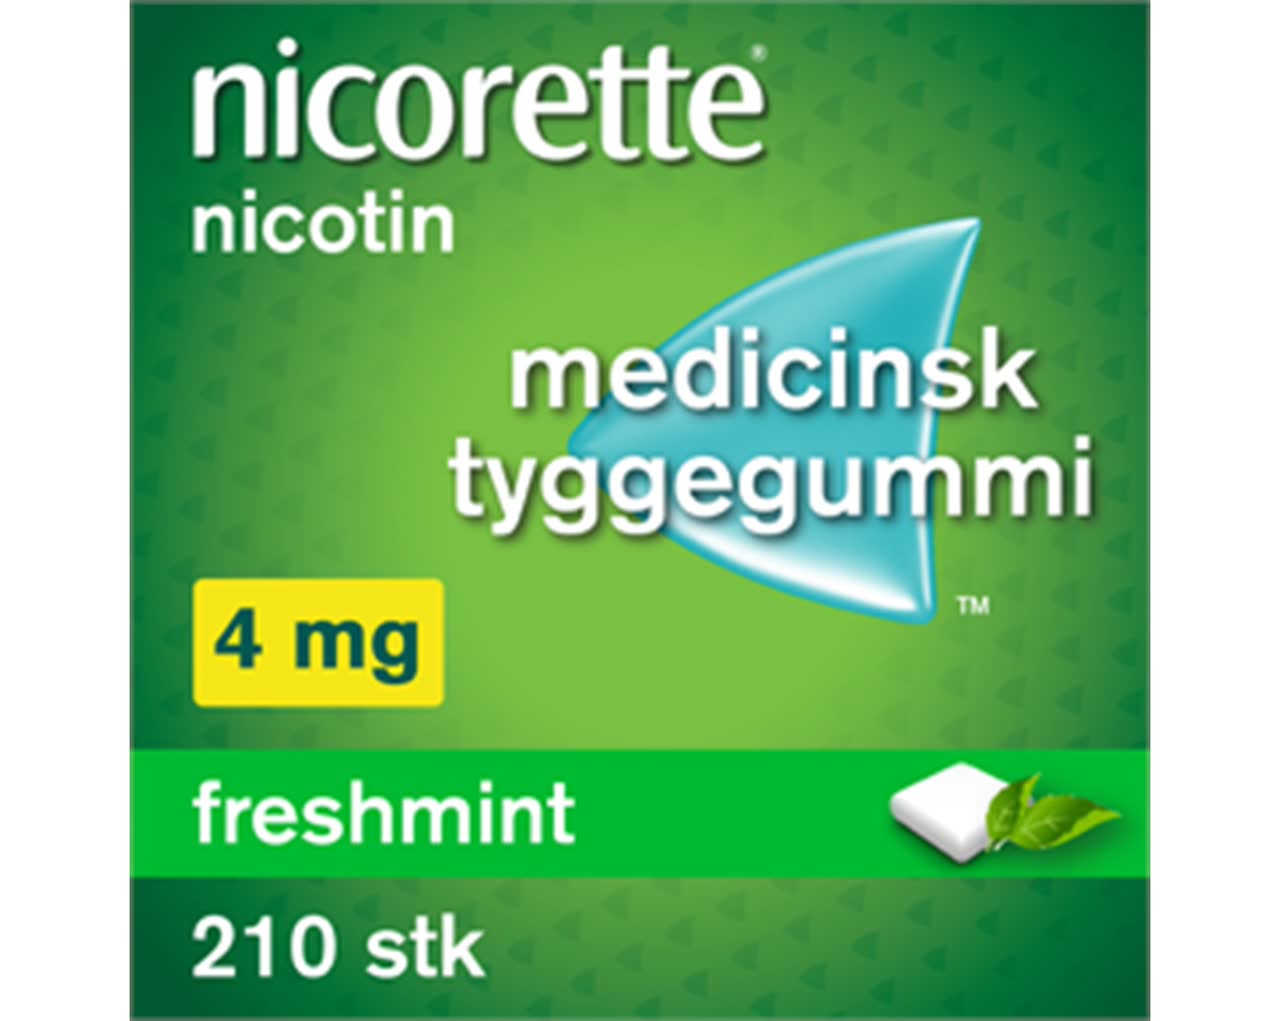 nicorette®
nicotin
medicinsk
tyggegummi
™
4 mg
freshmint
210 stk